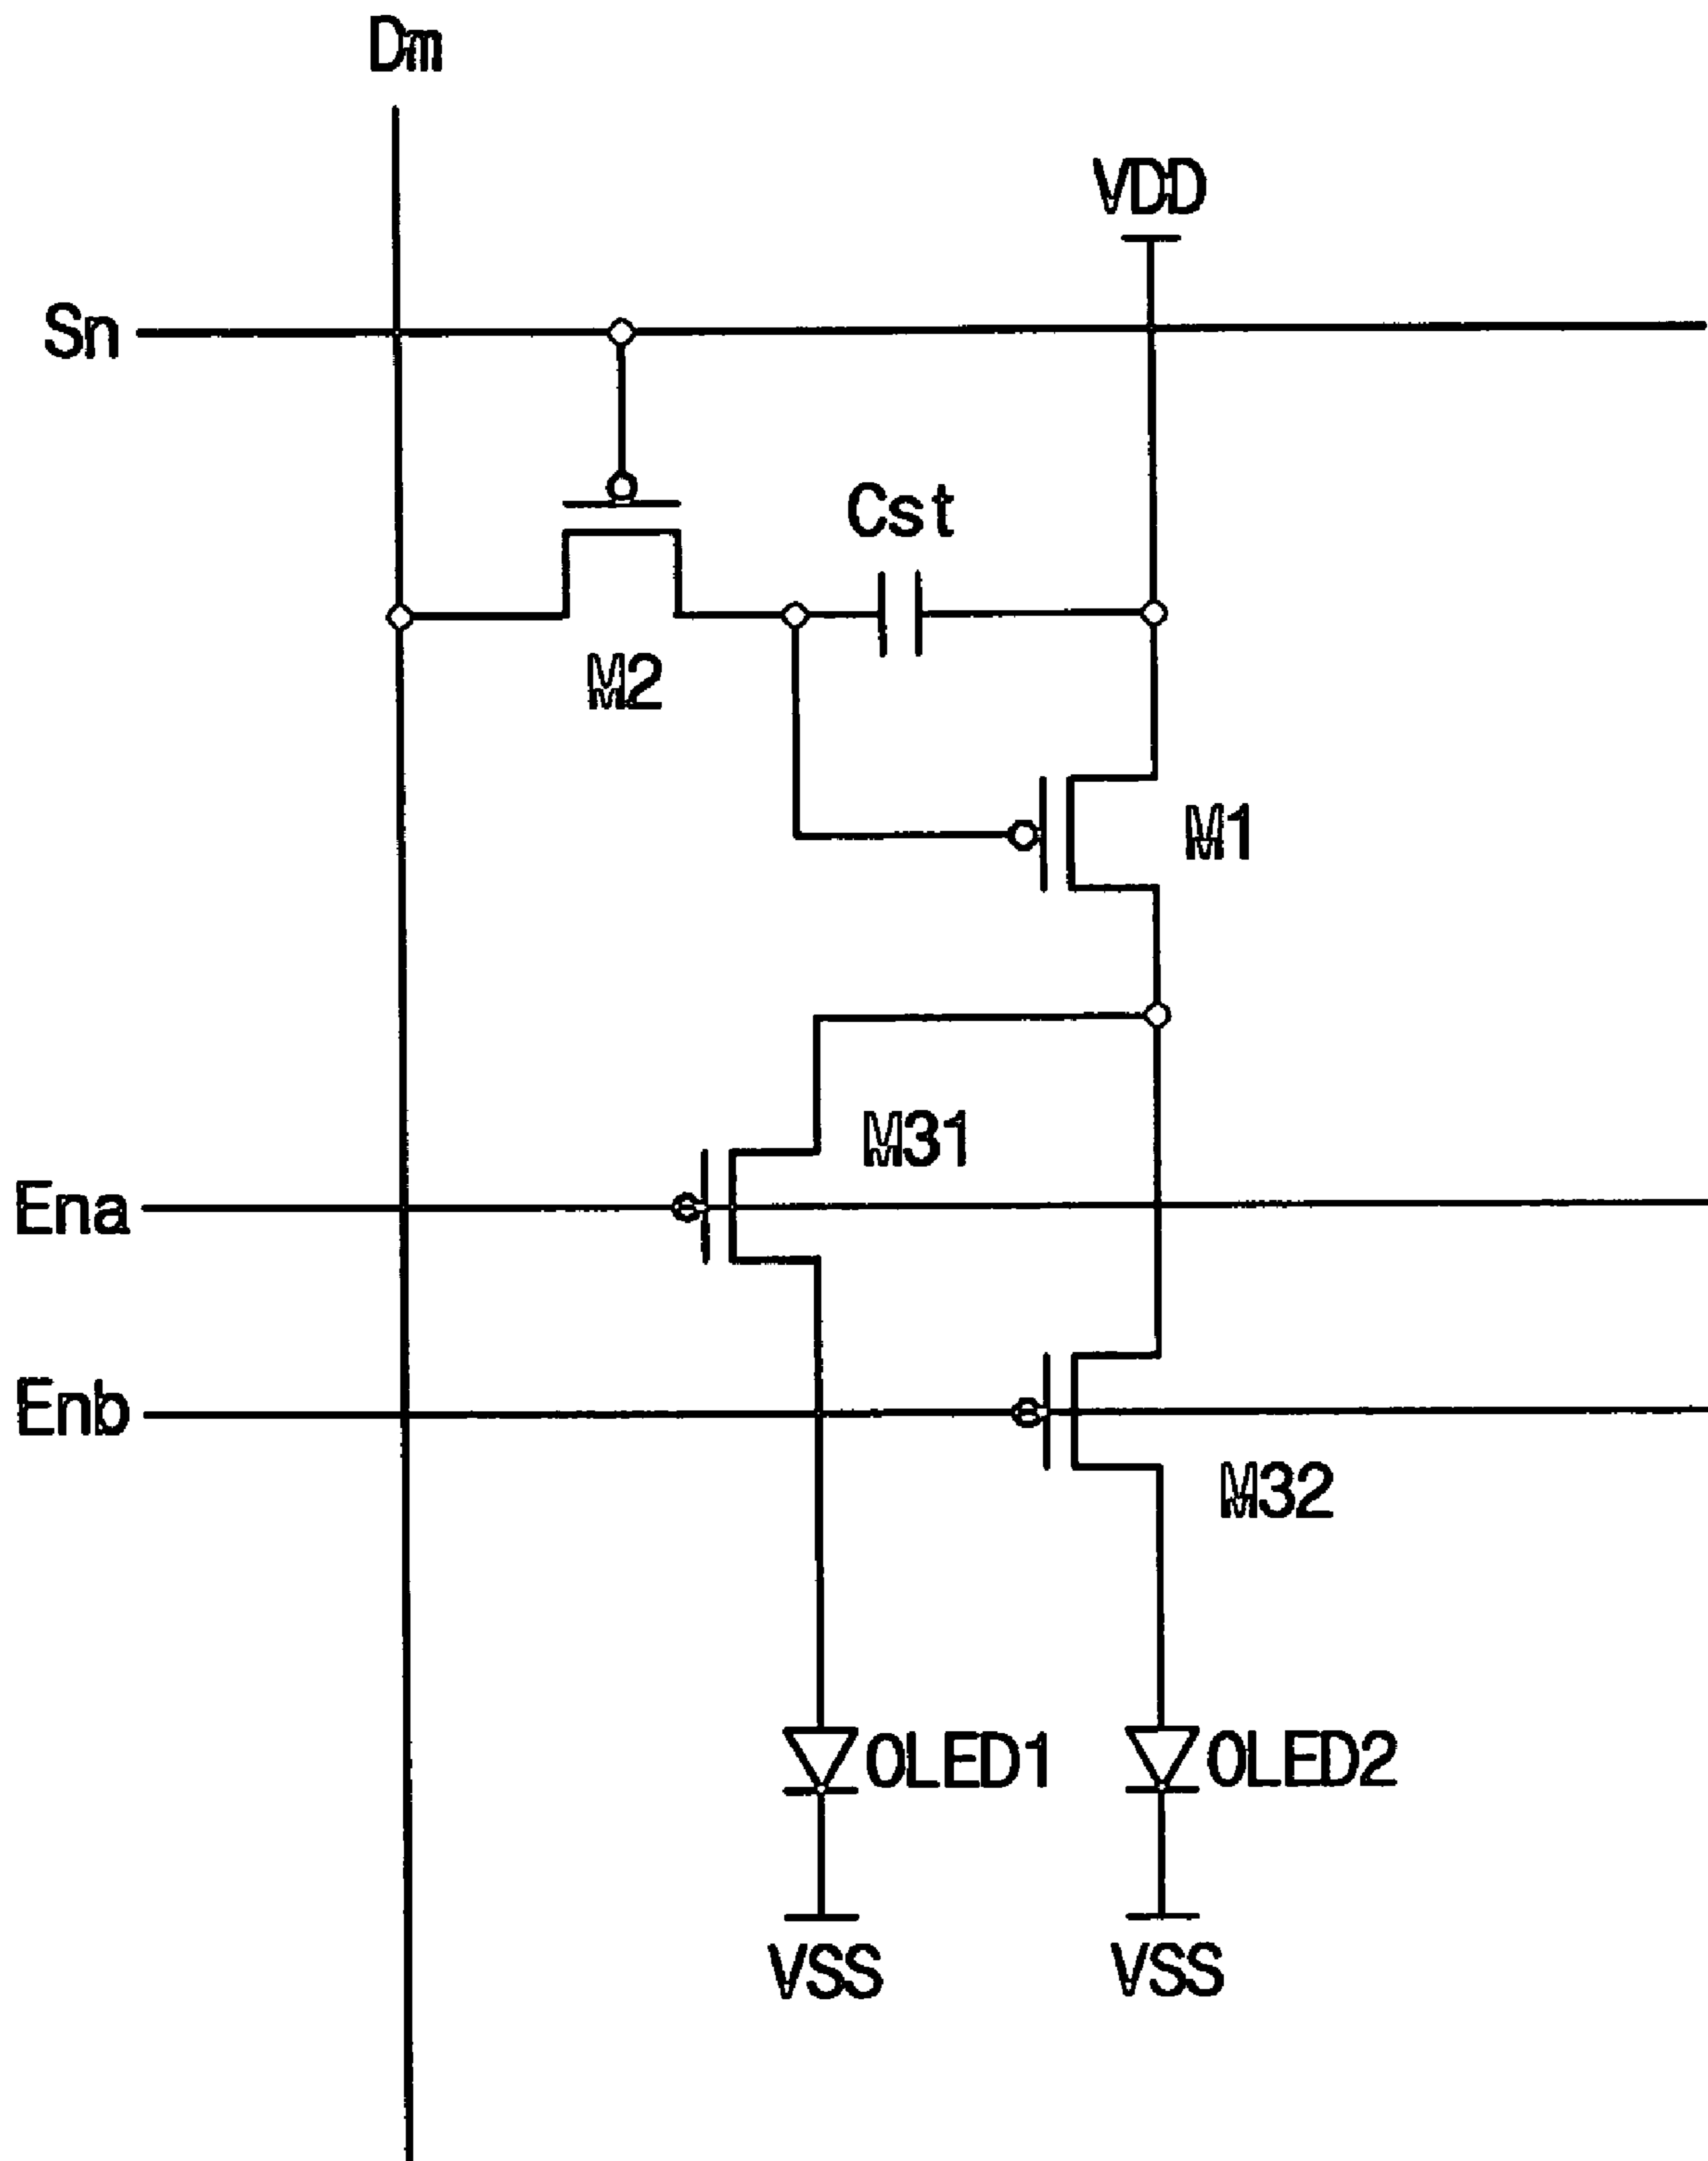 Dm
VDD
Sn
Cst
M2
M1
M31
Ena
Enb
M32
OLED1
OLED2
VSS
VSS